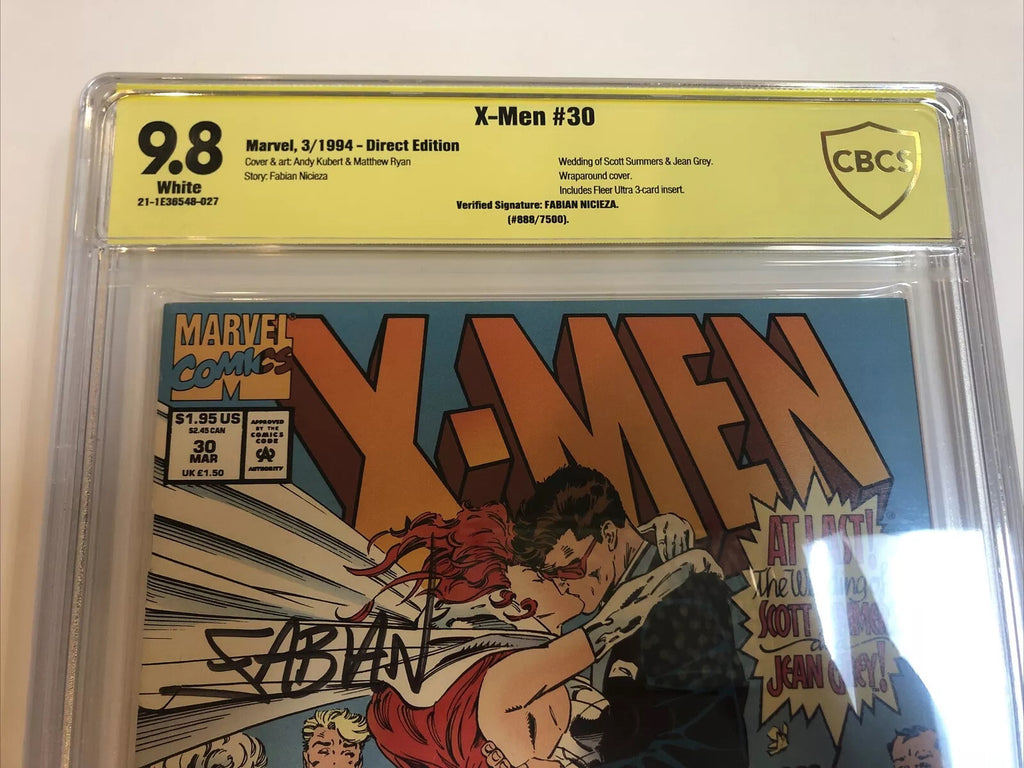 X-Men #30
9.8
White
21-1E36548-027
Marvel, 3/1994 - Direct Edition
Cover & art: Andy Kubert & Matthew Ryan
Story: Fabian Nicieza
Wedding of Scott Summers & Jean Grey.
Wraparound cover.
Includes Fleer Ultra 3-card insert.
Verified Signature: FABIAN NICIEZA.
(#888/7500).
CBCS
MARVEL
COMICS
M
X-MEN
$1.95 US
$2.45 CAN
30
MAR
UK £1.50
APPROVED
BY THE
COMICS
CODE
CA
AUTHORITY
AT LAST!
The Wedding of
SCOTT
and
JEAN GREY!
FABIAN